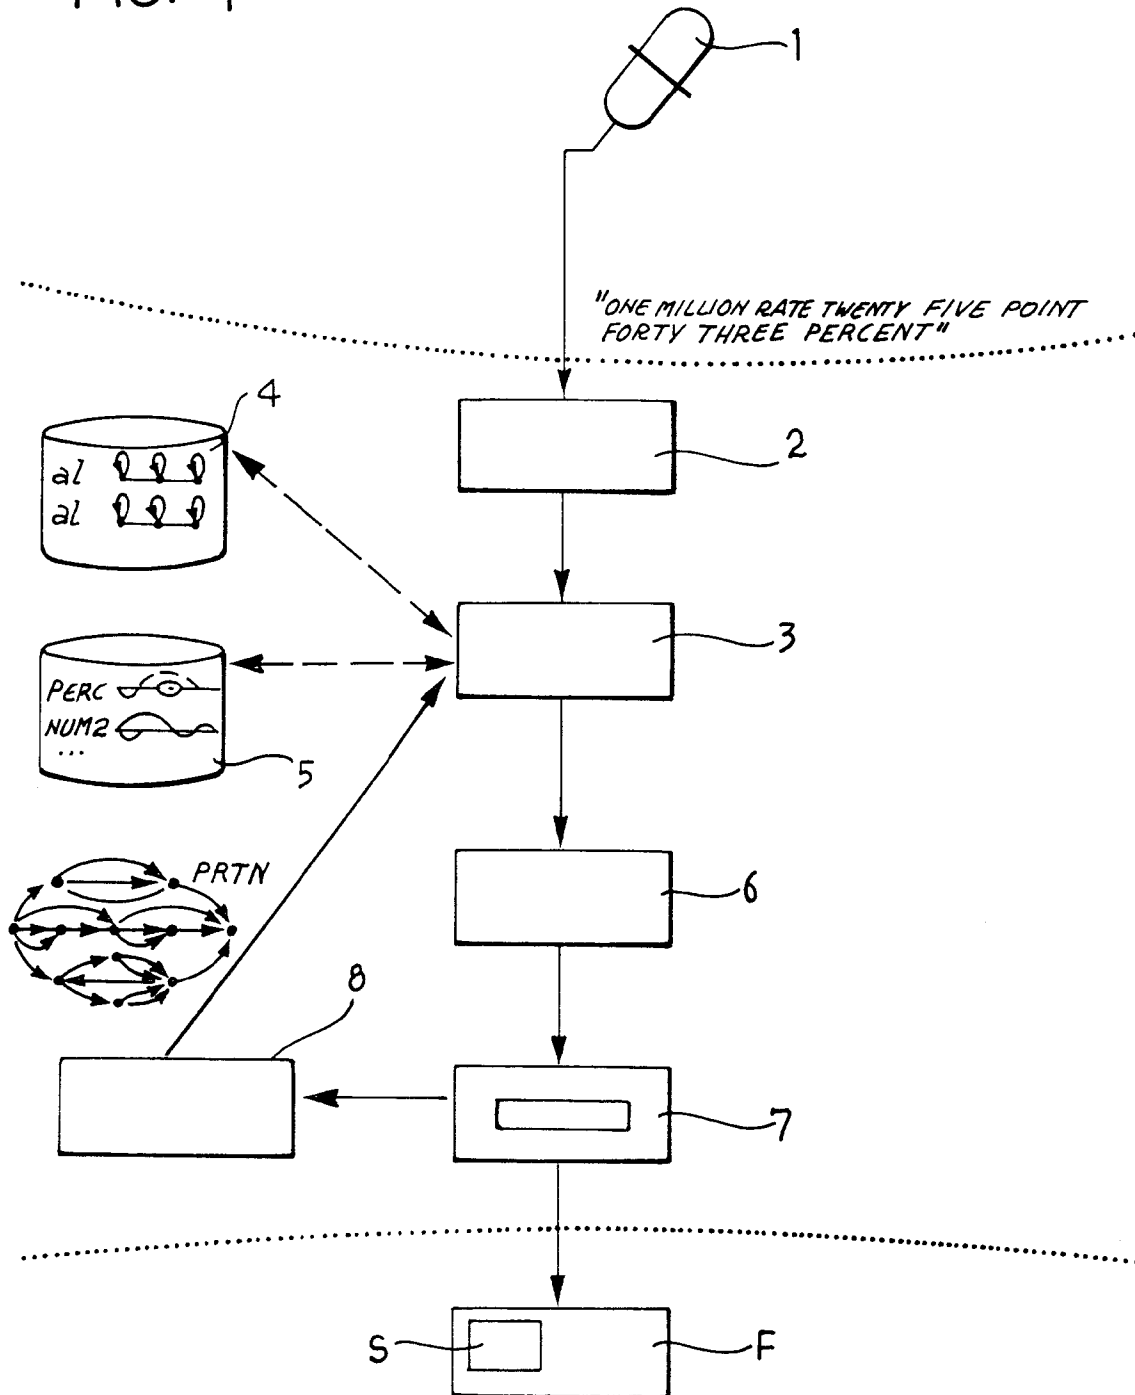 1
"ONE MILLION RATE TWENTY FIVE POINT
FORTY THREE PERCENT"
4
al
al
2
3
PERC
NUM2
...
5
PRTN
6
8
7
S
F